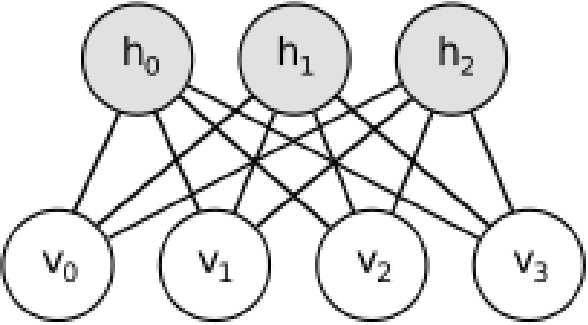 h₀ h₁ h₂
v₀ v₁ v₂ v₃